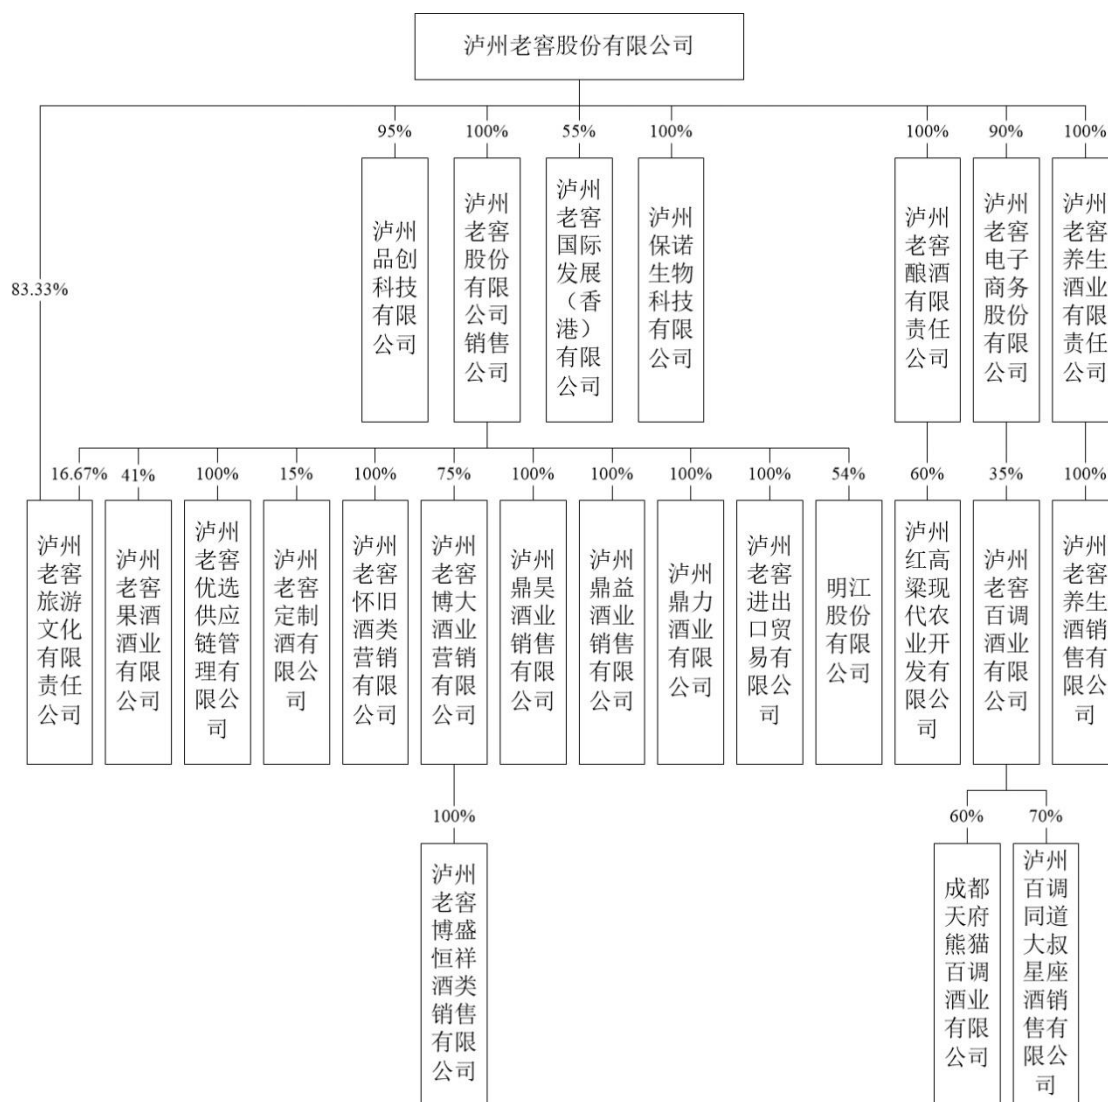 泸州老窖股份有限公司
95%
100%
55%
100%
100%
90%
100%
83.33%
泸州
品创
科技
有限
公司
泸州
老窖
股份
有限
公司
销售
公司
泸州
老窖
国际
发展
（香
港）
有限
公司
泸州
保诺
生物
科技
有限
公司
泸州
老窖
酿酒
有限
责任
公司
泸州
老窖
电子
商务
股份
有限
公司
泸州
老窖
养生
酒业
有限
责任
公司
16.67%
41%
100%
15%
100%
75%
100%
100%
100%
100%
54%
60%
35%
100%
泸州
老窖
旅游
文化
有限
责任
公司
泸州
老窖
果酒
酒业
有限
公司
泸州
老窖
优选
供应
链管
理有
限公
司
泸州
老窖
定制
酒有
限公
司
泸州
老窖
怀旧
酒类
营销
有限
公司
泸州
老窖
博大
酒业
营销
有限
公司
泸州
鼎昊
酒业
销售
有限
公司
泸州
鼎益
酒业
销售
有限
公司
泸州
鼎力
酒业
有限
公司
泸州
老窖
进出
口贸
易有
限公
司
明江
股份
有限
公司
泸州
红高
粱现
代农
业开
发有
限公
司
泸州
老窖
百调
酒业
有限
公司
泸州
老窖
养生
酒销
售有
限公
司
100%
60%
70%
泸州
老窖
博盛
恒祥
酒类
销售
有限
公司
成都
天府
熊猫
百调
酒业
有限
公司
泸州
百调
同道
大叔
星座
酒销
售有
限公
司